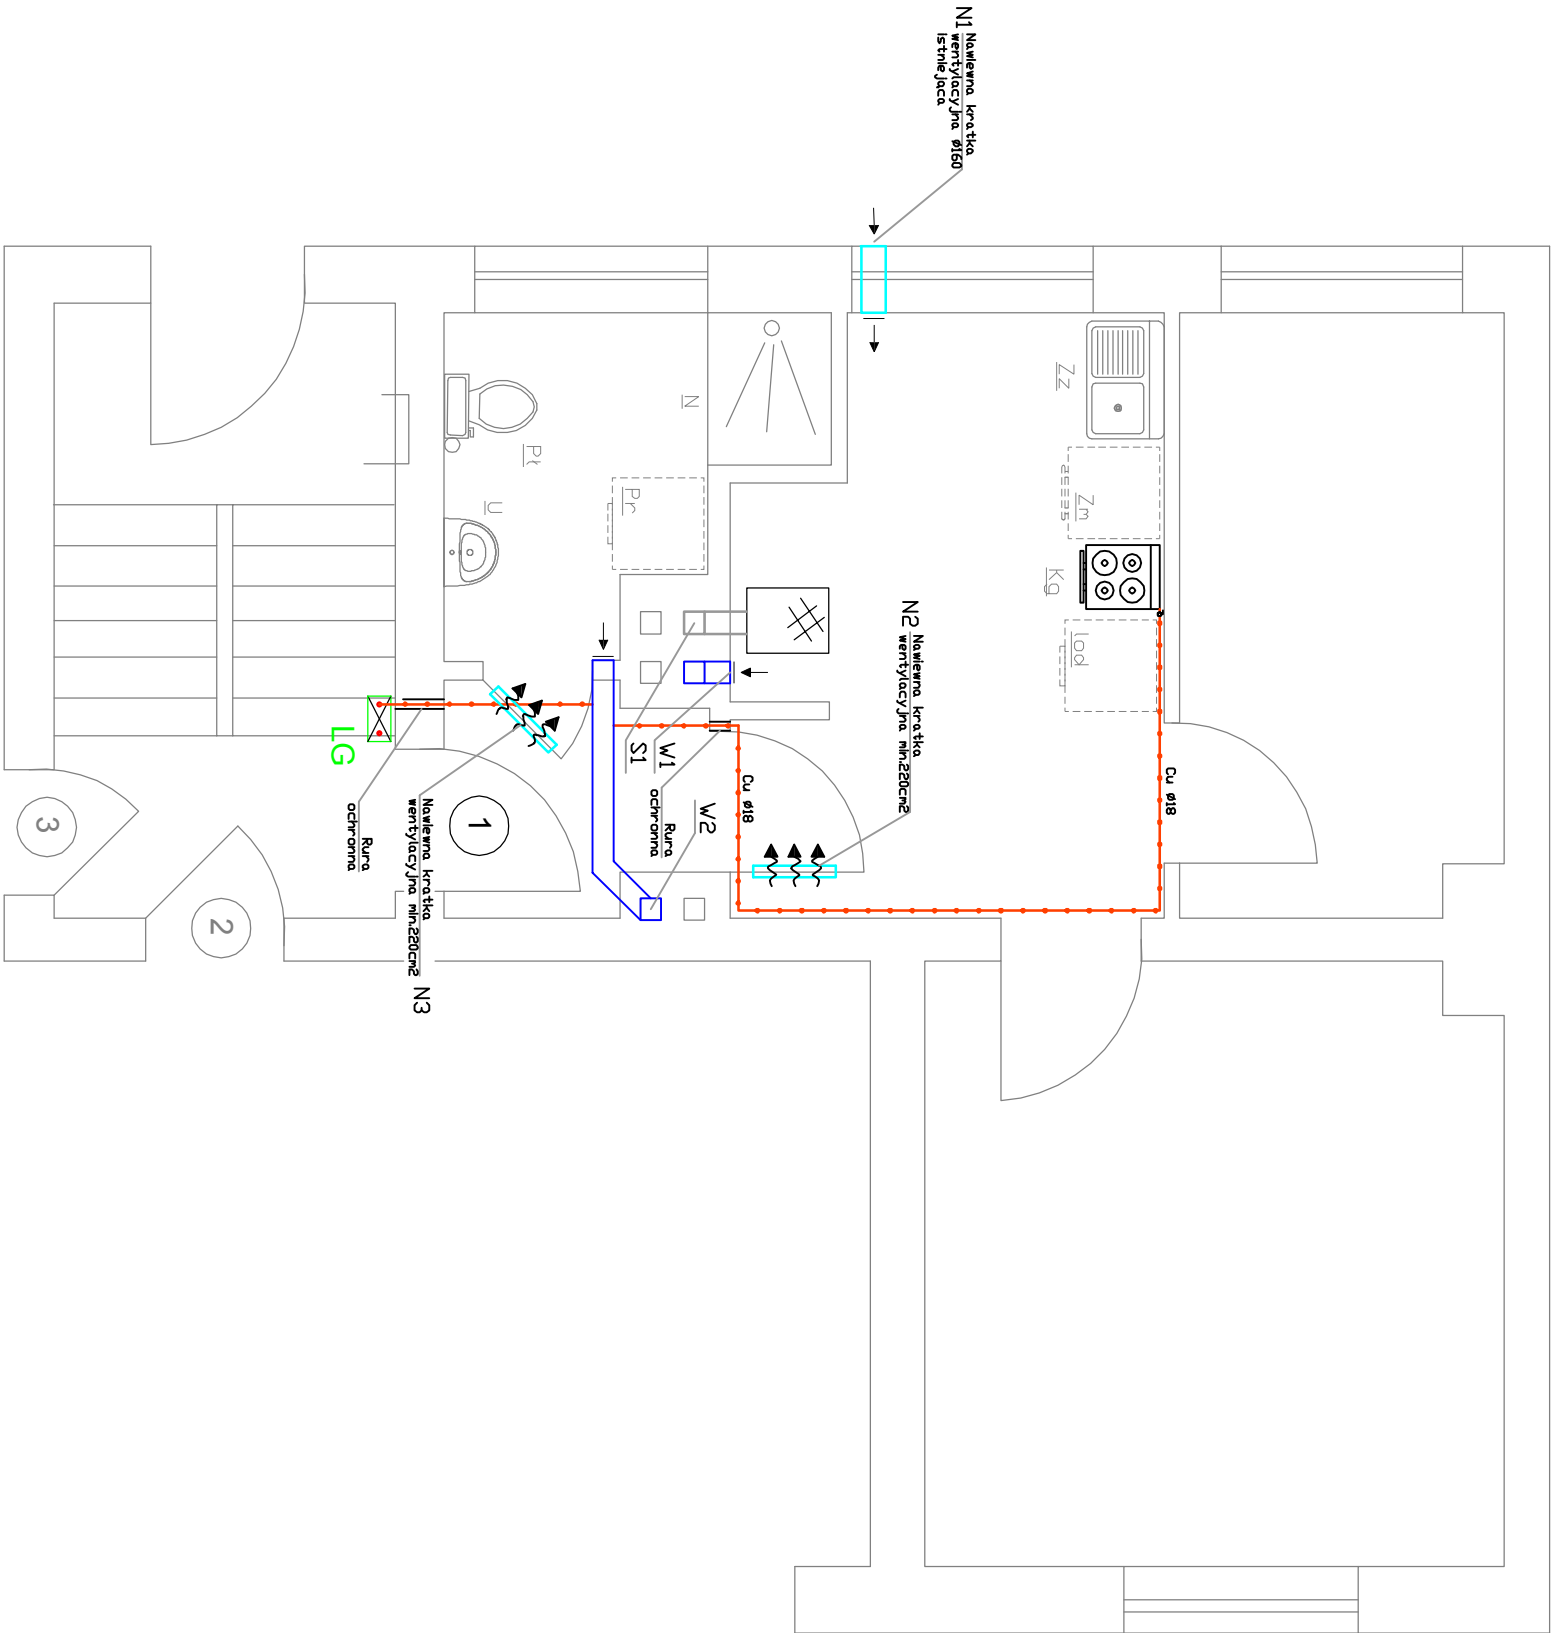 N1
Nawiewna kratka
wentylacyjna ø160
istniejaca
Zz
N
Pt
Zm
Pr
U
Kg
N2
Nawiewna kratka
wentylacyjna min.220cm2
lod
LG
S1
W1
W2
Cu ø18
Cu ø18
Rura
ochronna
Rura
ochronna
1
2
3
Nawiewna kratka
wentylacyjna min.220cm2
N3